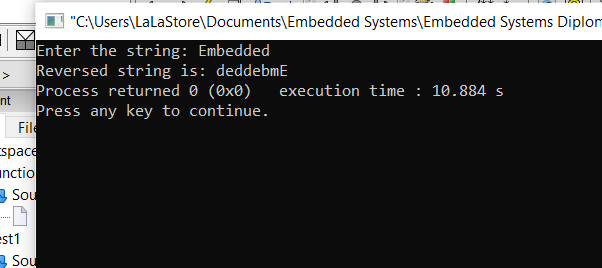 "C:\Users\LaLaStore\Documents\Embedded Systems\Embedded Systems Diplom
Enter the string: Embedded
Reversed string is: deddebmE
Process returned 0 (0x0)   execution time : 10.884 s
Press any key to continue.
>
nt
File
tspace
unction
Sou
est1
Sou